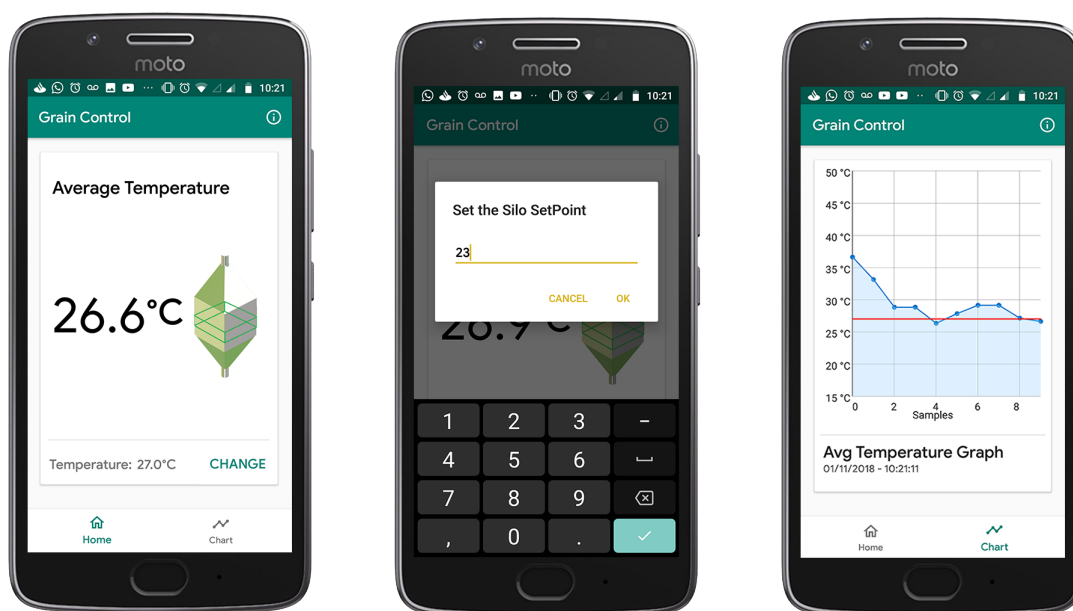 moto
10:21
Grain Control
Average Temperature
26.6°C
Temperature: 27.0°C
CHANGE
Home
Chart
moto
10:21
Grain Control
Set the Silo SetPoint
23
CANCEL
OK
26.9°C
1 2 3 -
4 5 6
7 8 9
, 0 .
moto
10:21
Grain Control
50 °C
45 °C
40 °C
35 °C
30 °C
25 °C
20 °C
15 °C
0 2 4 6 8
Samples
Avg Temperature Graph
01/11/2018 - 10:21:11
Home
Chart